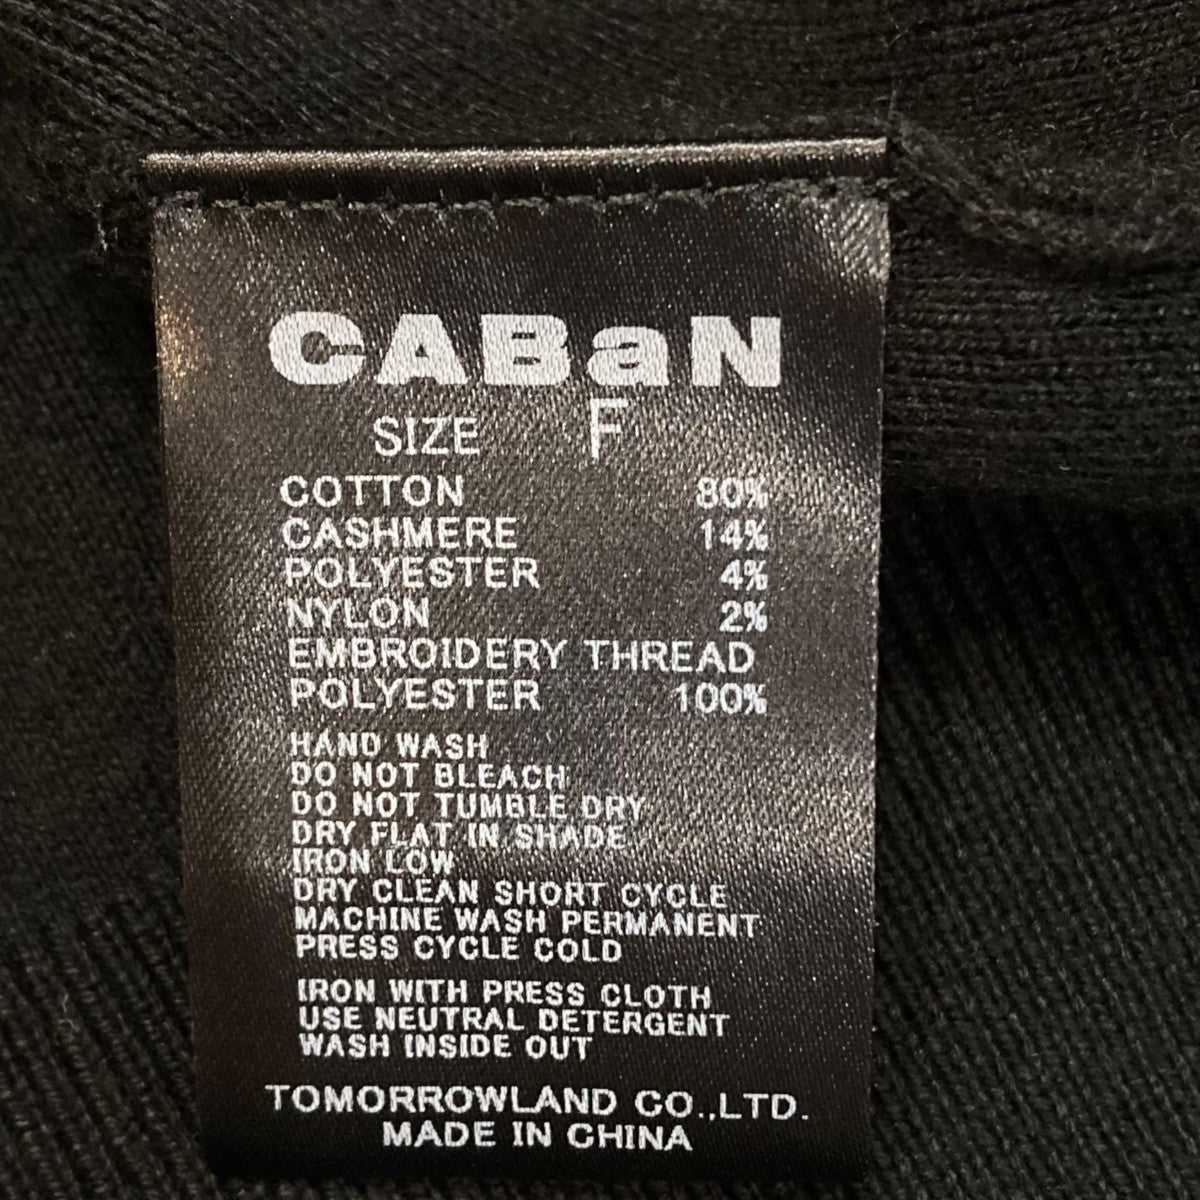 CABaN
SIZE F
COTTON 80%
CASHMERE 14%
POLYESTER 4%
NYLON 2%
EMBROIDERY THREAD
POLYESTER 100%
HAND WASH
DO NOT BLEACH
DO NOT TUMBLE DRY
DRY FLAT IN SHADE
IRON LOW
DRY CLEAN SHORT CYCLE
MACHINE WASH PERMANENT
PRESS CYCLE COLD
IRON WITH PRESS CLOTH
USE NEUTRAL DETERGENT
WASH INSIDE OUT
TOMORROWLAND CO.,LTD.
MADE IN CHINA